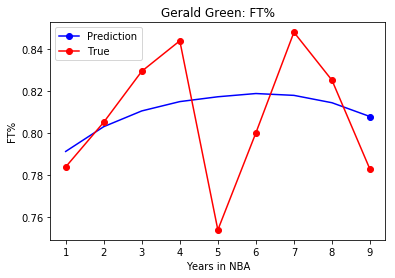 Gerald Green: FT%
Prediction
True
0.84
0.82
0.80
0.78
0.76
FT%
1 2 3 4 5 6 7 8 9
Years in NBA